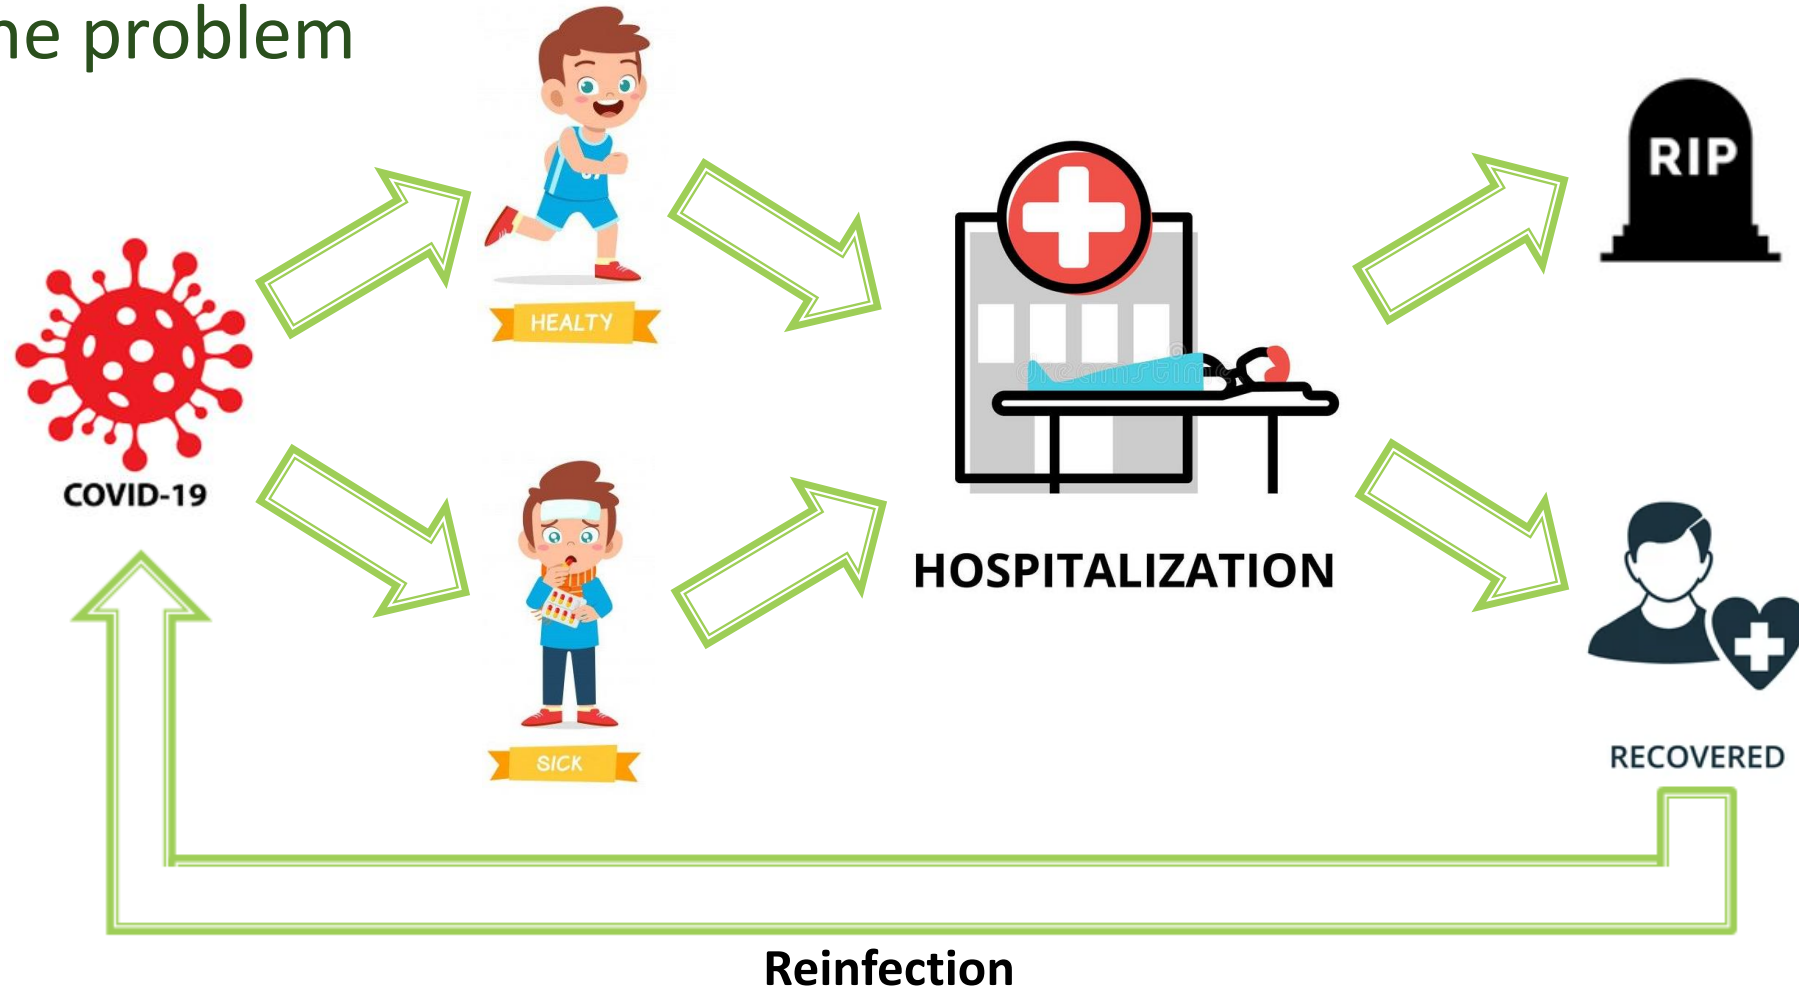 ne problem
HEALTY
RIP
COVID-19
HOSPITALIZATION
SICK
RECOVERED
Reinfection